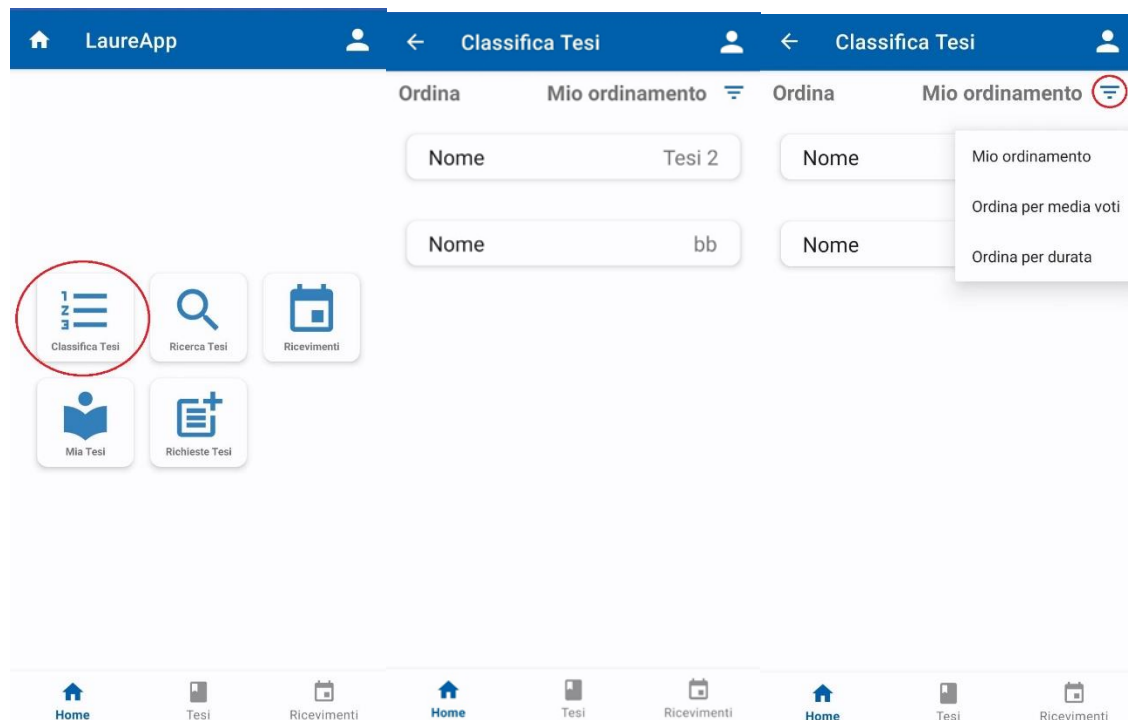 LaureApp
Classifica Tesi
Ricerca Tesi
Ricevimenti
Mia Tesi
Richieste Tesi
Home
Tesi
Ricevimenti
Classifica Tesi
Ordina
Mio ordinamento
Nome
Tesi 2
Nome
bb
Home
Tesi
Ricevimenti
Classifica Tesi
Ordina
Mio ordinamento
Nome
Nome
Mio ordinamento
Ordina per media voti
Ordina per durata
Home
Tesi
Ricevimenti